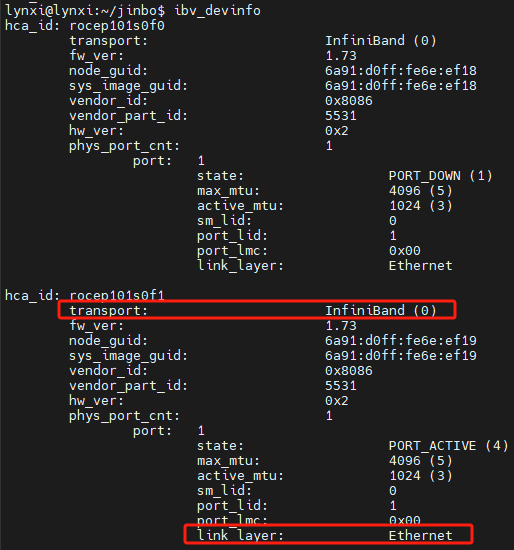 lynxi@lynxi:~/jinbo$ ibv_devinfo
hca_id: rocep101s0f0
transport: InfiniBand (0)
fw_ver: 1.73
node_guid: 6a91:d0ff:fe6e:ef18
sys_image_guid: 6a91:d0ff:fe6e:ef18
vendor_id: 0x8086
vendor_part_id: 5531
hw_ver: 0x2
phys_port_cnt: 1
port: 1
state: PORT_DOWN (1)
max_mtu: 4096 (5)
active_mtu: 1024 (3)
sm_lid: 0
port_lid: 1
port_lmc: 0x00
link_layer: Ethernet
hca_id: rocep101s0f1
transport: InfiniBand (0)
fw_ver: 1.73
node_guid: 6a91:d0ff:fe6e:ef19
sys_image_guid: 6a91:d0ff:fe6e:ef19
vendor_id: 0x8086
vendor_part_id: 5531
hw_ver: 0x2
phys_port_cnt: 1
port: 1
state: PORT_ACTIVE (4)
max_mtu: 4096 (5)
active_mtu: 1024 (3)
sm_lid: 0
port_lid: 1
port_lmc: 0x00
link_layer: Ethernet